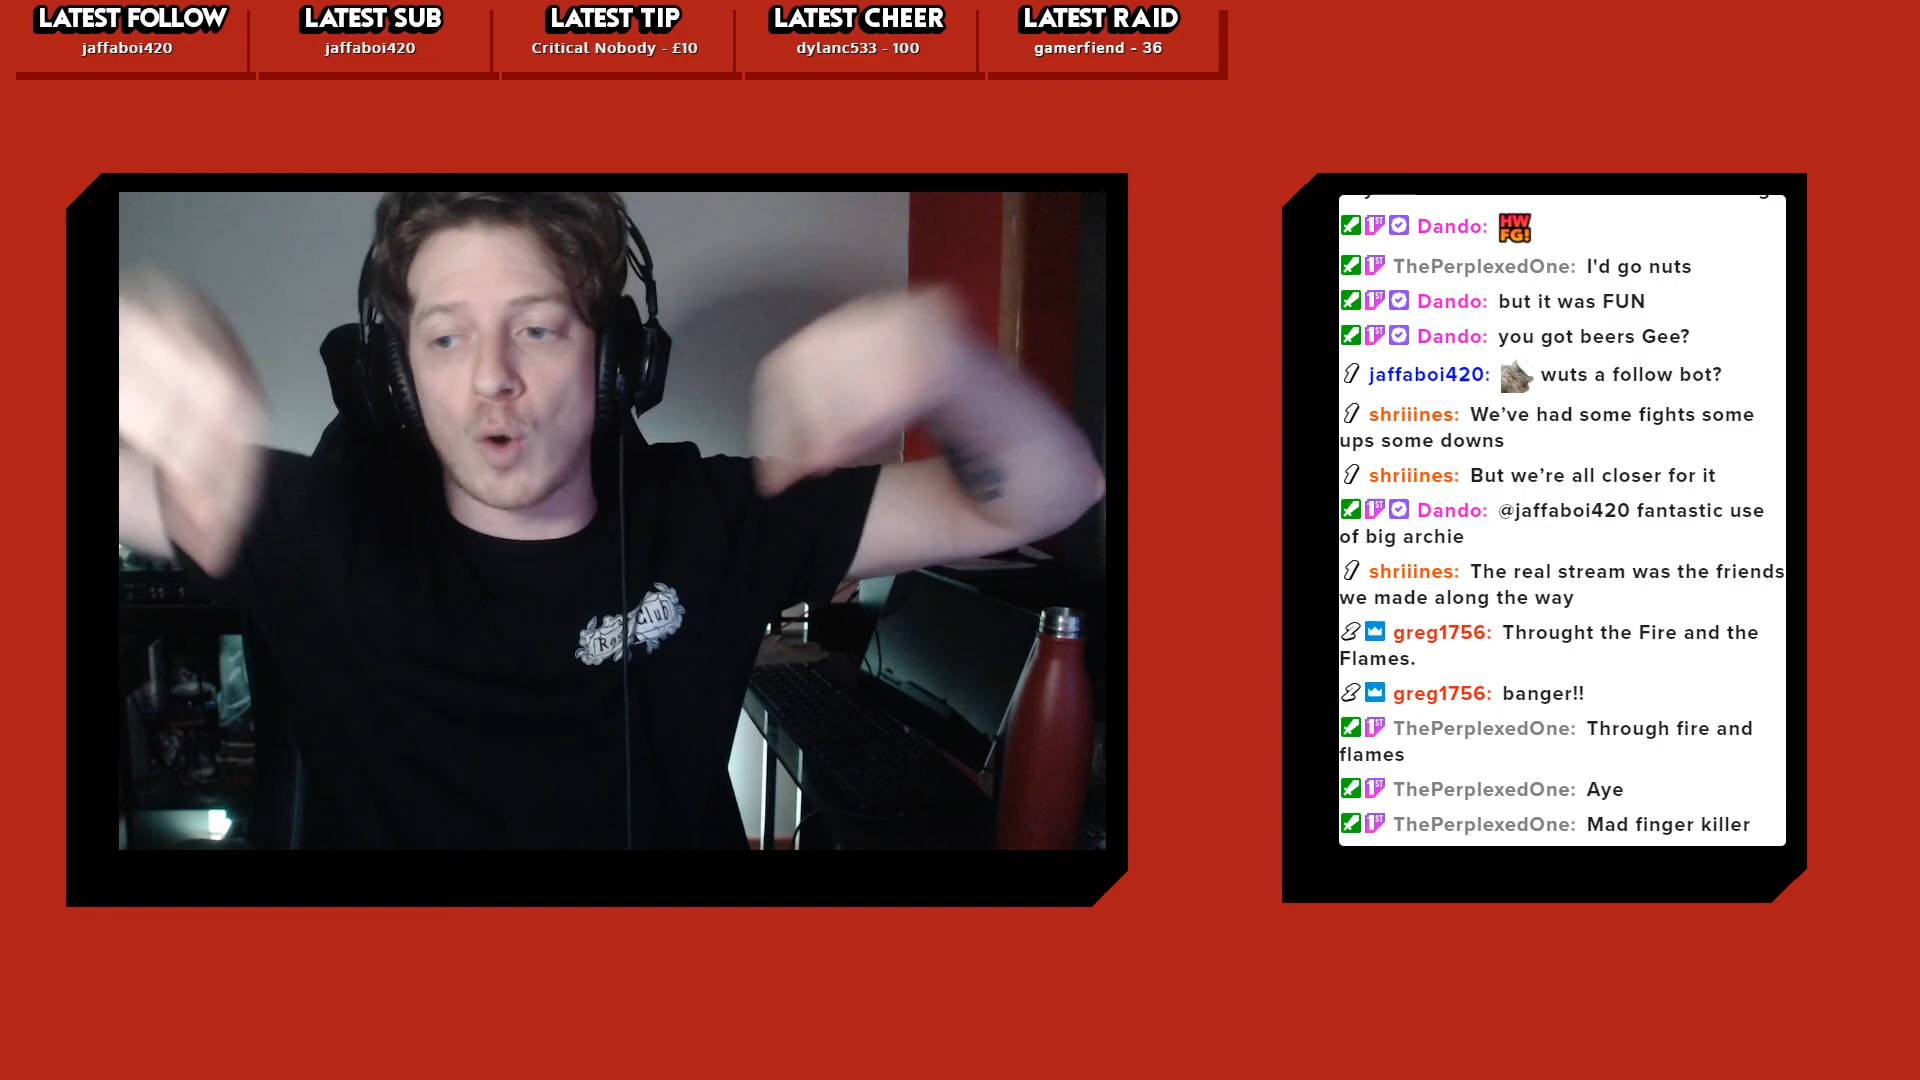 LATEST FOLLOW
jaffaboi420
LATEST SUB
jaffaboi420
LATEST TIP
Critical Nobody - £10
LATEST CHEER
dylanc533 - 100
LATEST RAID
gamerfiend - 36
Club
Dando: HW FG!
ThePerplexedOne: I'd go nuts
Dando: but it was FUN
Dando: you got beers Gee?
jaffaboi420: wuts a follow bot?
shriiines: We’ve had some fights some
ups some downs
shriiines: But we’re all closer for it
Dando: @jaffaboi420 fantastic use
of big archie
shriiines: The real stream was the friends
we made along the way
greg1756: Throught the Fire and the
Flames.
greg1756: banger!!
ThePerplexedOne: Through fire and
flames
ThePerplexedOne: Aye
ThePerplexedOne: Mad finger killer